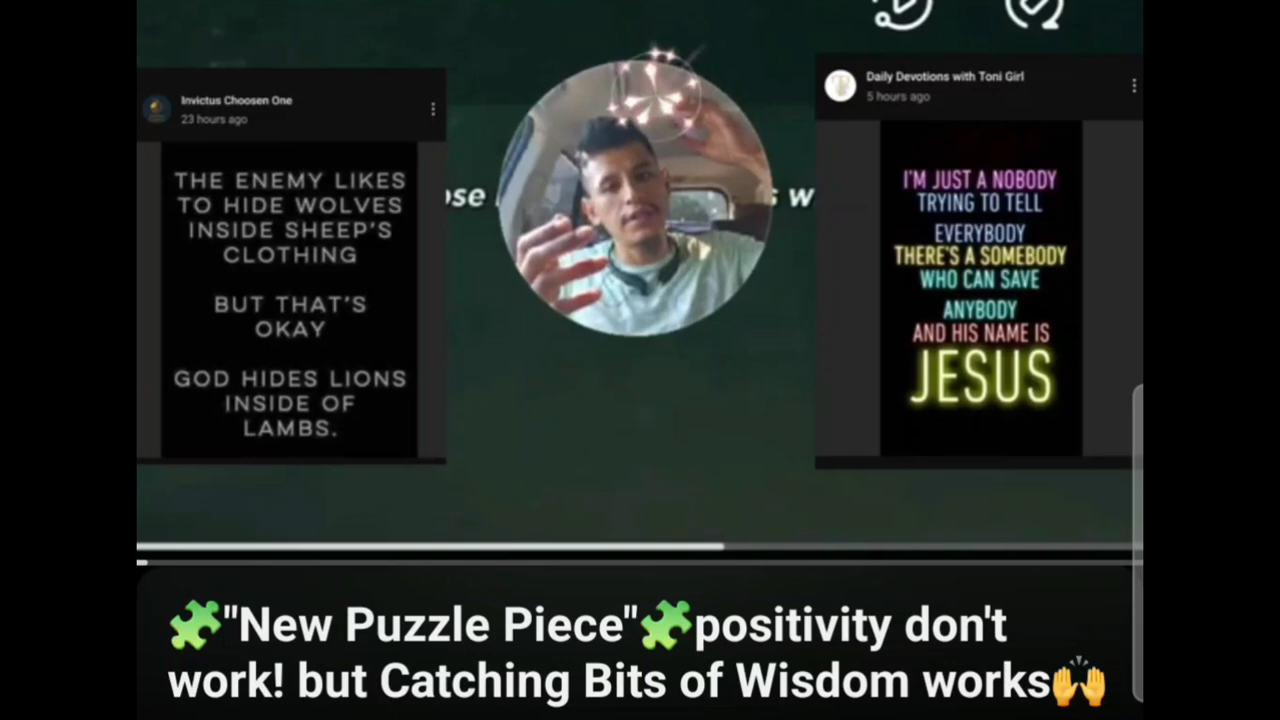 Invictus Choosen One
23 hours ago
THE ENEMY LIKES
TO HIDE WOLVES
INSIDE SHEEP'S
CLOTHING
BUT THAT'S
OKAY
GOD HIDES LIONS
INSIDE OF
LAMBS.
Daily Devotions with Toni Girl
5 hours ago
I'M JUST A NOBODY
TRYING TO TELL
EVERYBODY
THERE'S A SOMEBODY
WHO CAN SAVE
ANYBODY
AND HIS NAME IS
JESUS
🧩"New Puzzle Piece"🧩positivity don't
work! but Catching Bits of Wisdom works🙌